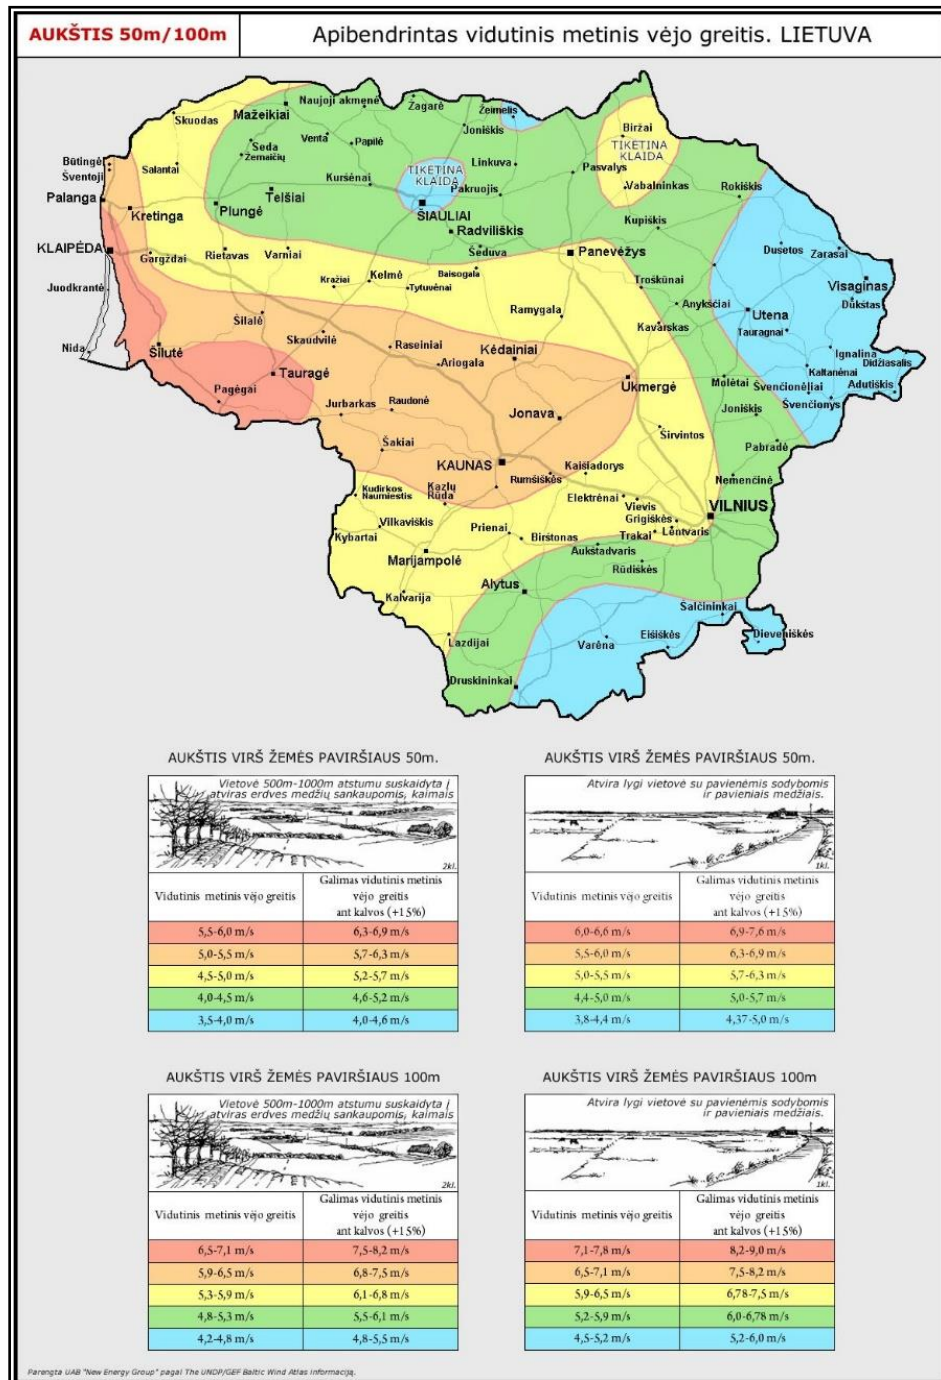 AUKŠTIS 50m/100m
Apibendrintas vidutinis metinis vėjo greitis. LIETUVA
Naujoji akmenė
Žagarė
Žeimelis
Skuodas
Mažeikiai
Joniškis
Biržai
Venta
Papilė
TIKĖTINA
KLAIDA
Seda
Žemaičių
Linkuva
Pasvalys
Būtingė
Šventoji
Salantai
Kuršėnai
TIKĖTINA
KLAIDA
Pakruojis
Vabalninkas
Rokiškis
Palanga
Telšiai
Plungė
Kretinga
ŠIAULIAI
Kupiškis
Radviliškis
KLAIPĖDA
Gargždai
Rietavas
Varniai
Šeduva
Panevėžys
Dusetos
Zarasai
Kelmė
Baisogala
Kražiai
Tytuvėnai
Troškūnai
Visaginas
Juodkrantė
Dūkštas
Anykščiai
Utena
Ramygala
Šilalė
Kavarskas
Tauragnai
Skaudvilė
Nida
Šilutė
Raseiniai
Kėdainiai
Ignalina
Didžiasalis
Ariogala
Tauragė
Kaltanėnai
Ukmergė
Molėtai
Švenčionėliai
Adutiškis
Pagėgai
Jurbarkas
Raudonė
Jonava
Joniškis
Švenčionys
Širvintos
Šakiai
Pabradė
KAUNAS
Rumšiškės
Kaišiadorys
Nemenčinė
Kudirkos
Naumiestis
Kazlų
Rūda
Elektrėnai
Vievis
VILNIUS
Vilkaviškis
Grigiškės
Kybartai
Prienai
Birštonas
Trakai
Lentvaris
Marijampolė
Aukštadvaris
Rūdiškės
Alytus
Kalvarija
Šalčininkai
Lazdijai
Varėna
Eišiškės
Dieveniškės
Druskininkai
AUKŠTIS VIRŠ ŽEMĖS PAVIRŠIAUS 50m.
Vietovė 500m-1000m atstumu suskaidyta į
atviras erdves medžių sankaupomis, kaimais
2kl.
Vidutinis metinis vėjo greitis
Galimas vidutinis metinis
vėjo greitis
ant kalvos (+15%)
5,5-6,0 m/s 6,3-6,9 m/s
5,0-5,5 m/s 5,7-6,3 m/s
4,5-5,0 m/s 5,2-5,7 m/s
4,0-4,5 m/s 4,6-5,2 m/s
3,5-4,0 m/s 4,0-4,6 m/s
AUKŠTIS VIRŠ ŽEMĖS PAVIRŠIAUS 50m.
Atvira lygi vietovė su pavienėmis sodybomis
ir pavieniais medžiais.
1kl.
Vidutinis metinis vėjo greitis
Galimas vidutinis metinis
vėjo greitis
ant kalvos (+15%)
6,0-6,6 m/s 6,9-7,6 m/s
5,5-6,0 m/s 6,3-6,9 m/s
5,0-5,5 m/s 5,7-6,3 m/s
4,4-5,0 m/s 5,0-5,7 m/s
3,8-4,4 m/s 4,37-5,0 m/s
AUKŠTIS VIRŠ ŽEMĖS PAVIRŠIAUS 100m
Vietovė 500m-1000m atstumu suskaidyta į
atviras erdves medžių sankaupomis, kaimais
2kl.
Vidutinis metinis vėjo greitis
Galimas vidutinis metinis
vėjo greitis
ant kalvos (+15%)
6,5-7,1 m/s 7,5-8,2 m/s
5,9-6,5 m/s 6,8-7,5 m/s
5,3-5,9 m/s 6,1-6,8 m/s
4,8-5,3 m/s 5,5-6,1 m/s
4,2-4,8 m/s 4,8-5,5 m/s
AUKŠTIS VIRŠ ŽEMĖS PAVIRŠIAUS 100m
Atvira lygi vietovė su pavienėmis sodybomis
ir pavieniais medžiais.
1kl.
Vidutinis metinis vėjo greitis
Galimas vidutinis metinis
vėjo greitis
ant kalvos (+15%)
7,1-7,8 m/s 8,2-9,0 m/s
6,5-7,1 m/s 7,5-8,2 m/s
5,9-6,5 m/s 6,78-7,5 m/s
5,2-5,9 m/s 6,0-6,78 m/s
4,5-5,2 m/s 5,2-6,0 m/s
Parengta UAB "New Energy Group" pagal The UNDP/GEF Baltic Wind Atlas informaciją.